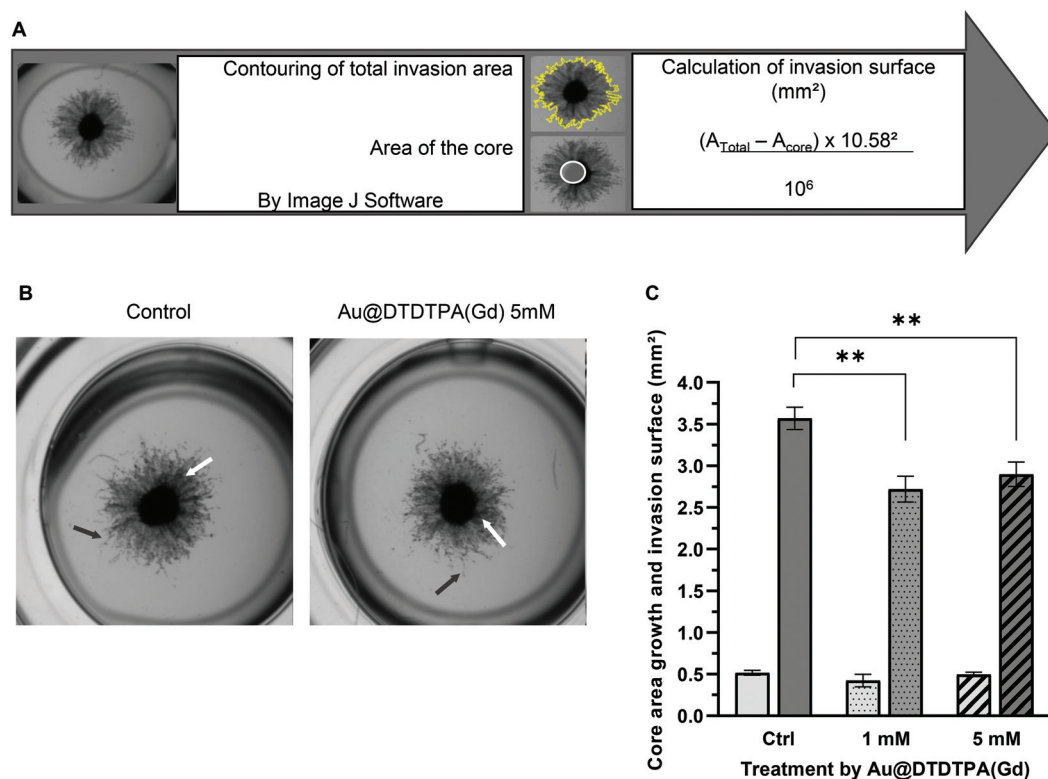 A
Contouring of total invasion area
Area of the core
By Image J Software
Calculation of invasion surface
(mm²)
(A_Total – A_core) x 10.58²
10⁶
B
Control
Au@DTDTPA(Gd) 5mM
C
Core area growth and invasion surface (mm²)
**
**
4.0
3.5
3.0
2.5
2.0
1.5
1.0
0.5
0.0
Ctrl 1 mM 5 mM
Treatment by Au@DTDTPA(Gd)